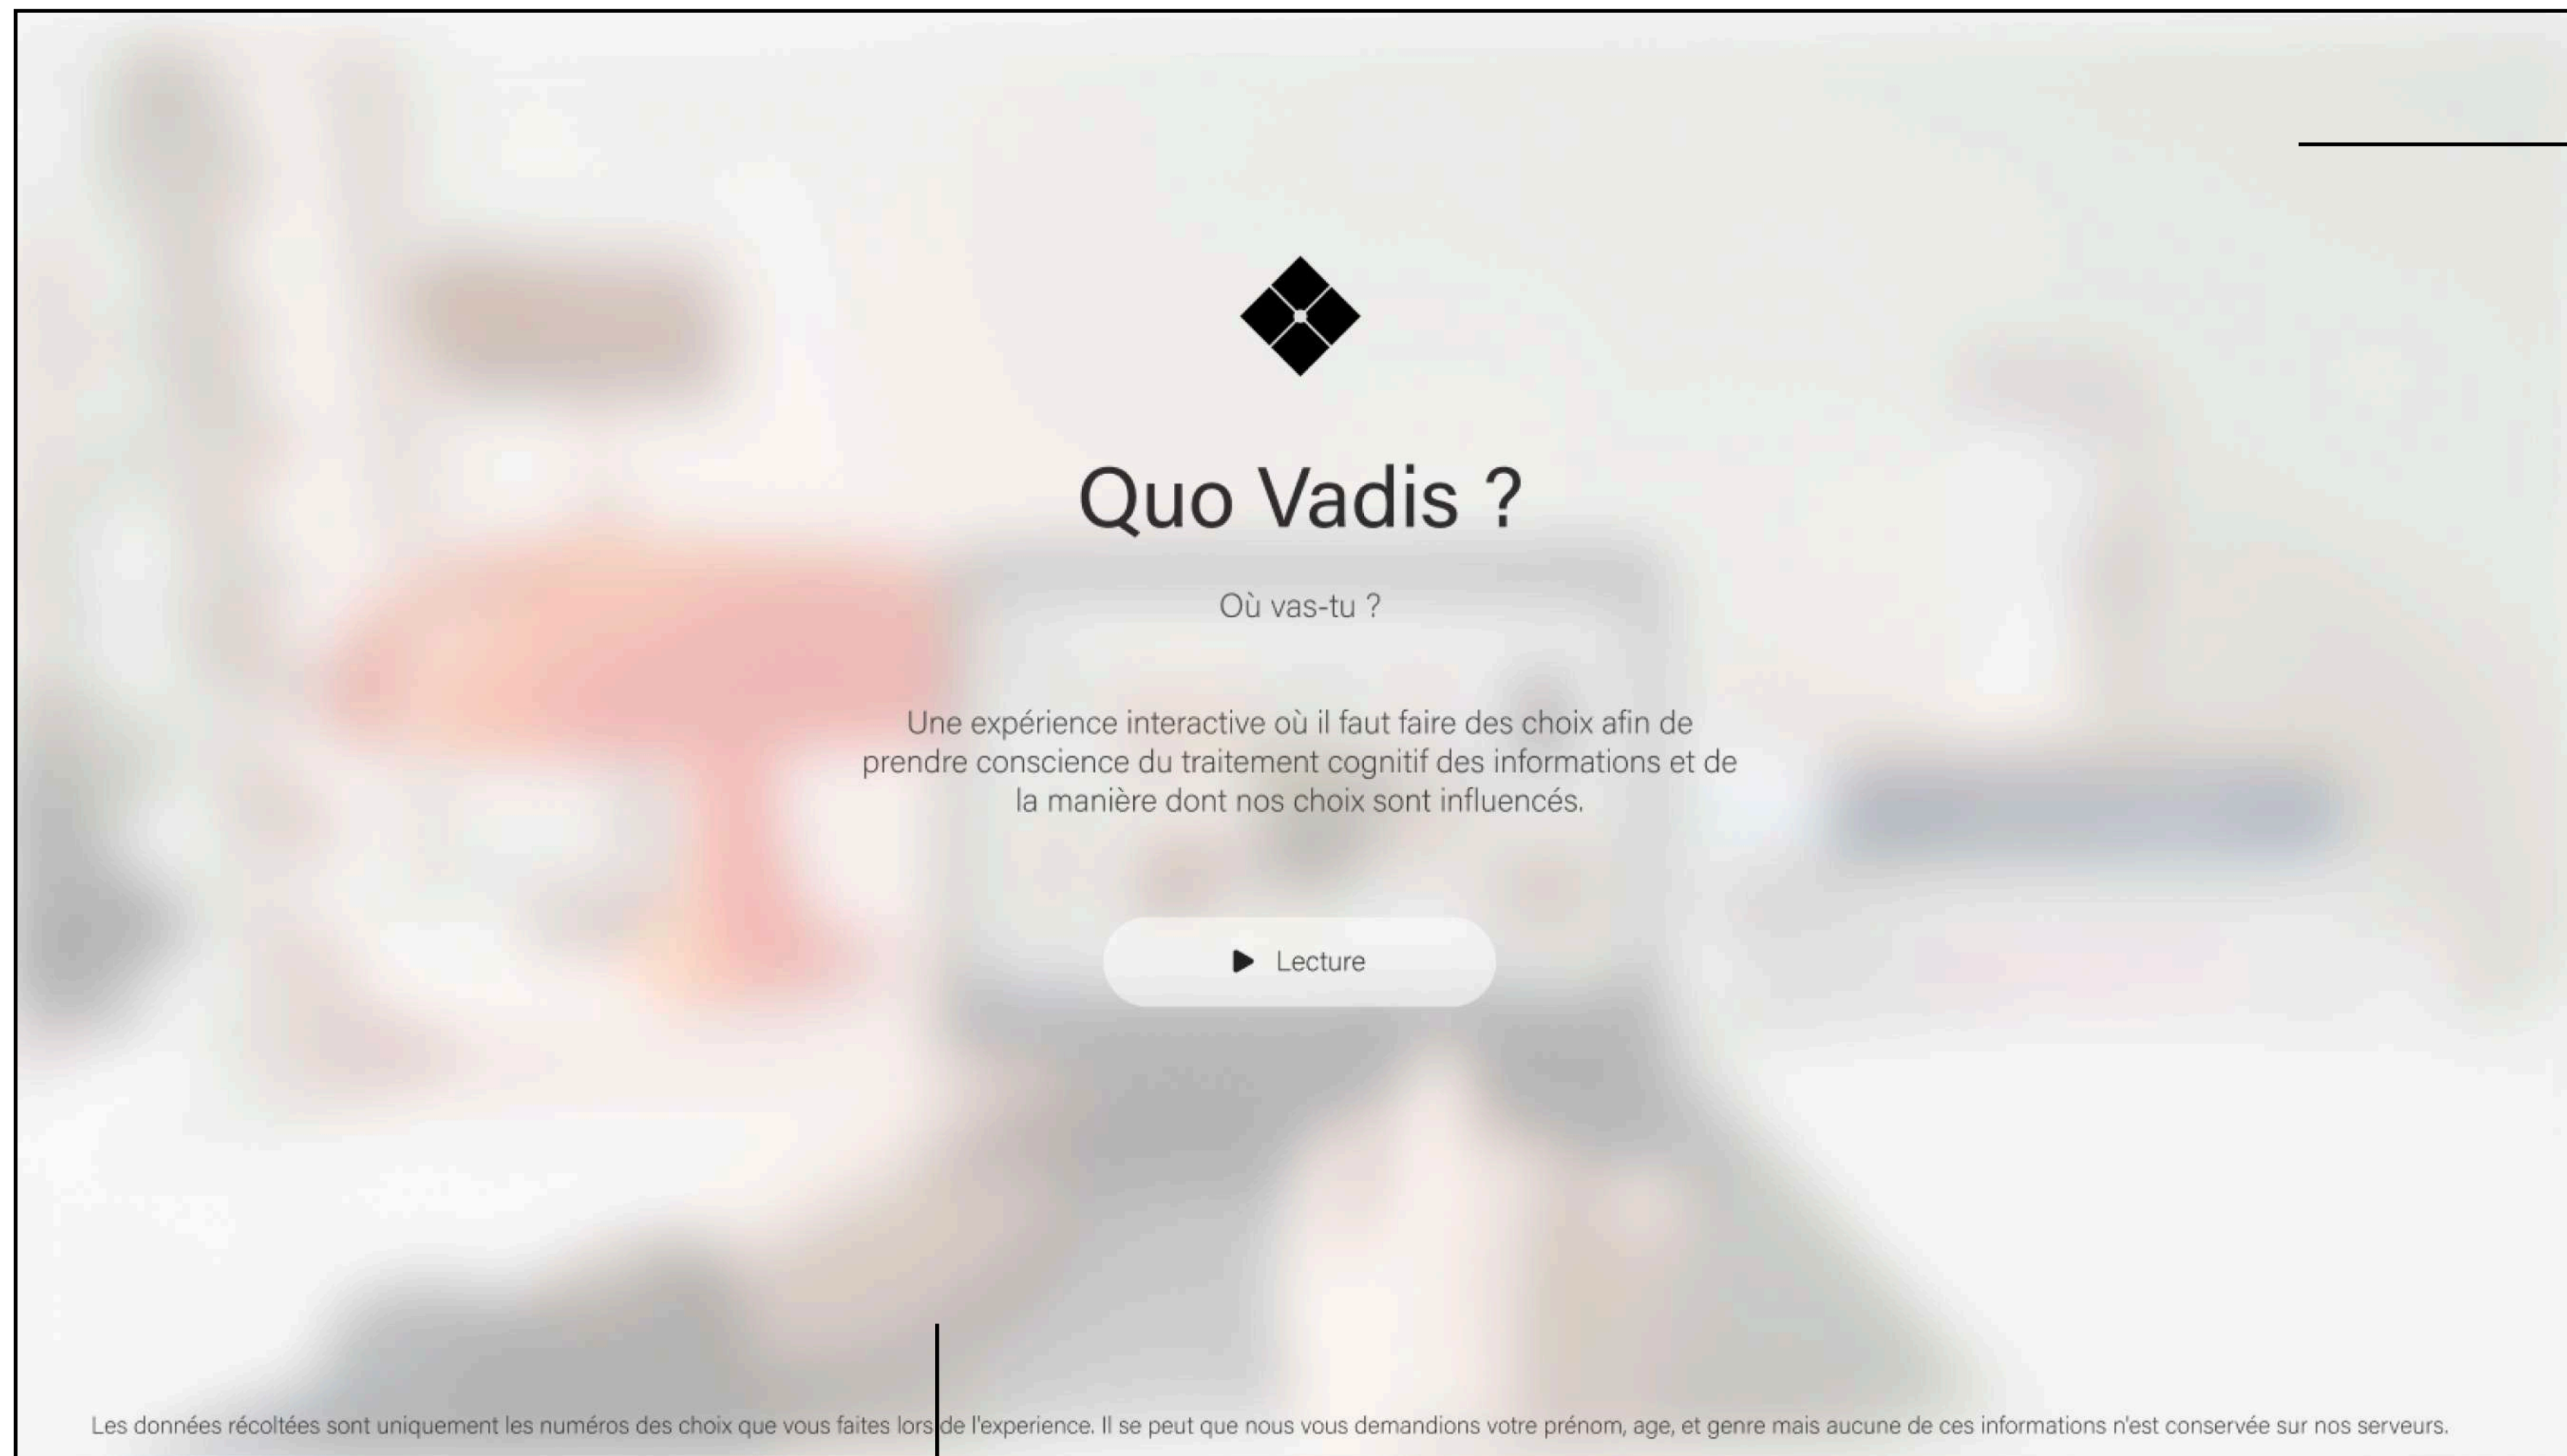 Quo Vadis ?
Où vas-tu ?
Une expérience interactive où il faut faire des choix afin de
prendre conscience du traitement cognitif des informations et de
la manière dont nos choix sont influencés.
Lecture
Les données récoltées sont uniquement les numéros des choix que vous faites lors de l'experience. Il se peut que nous vous demandions votre prénom, age, et genre mais aucune de ces informations n'est conservée sur nos serveurs.